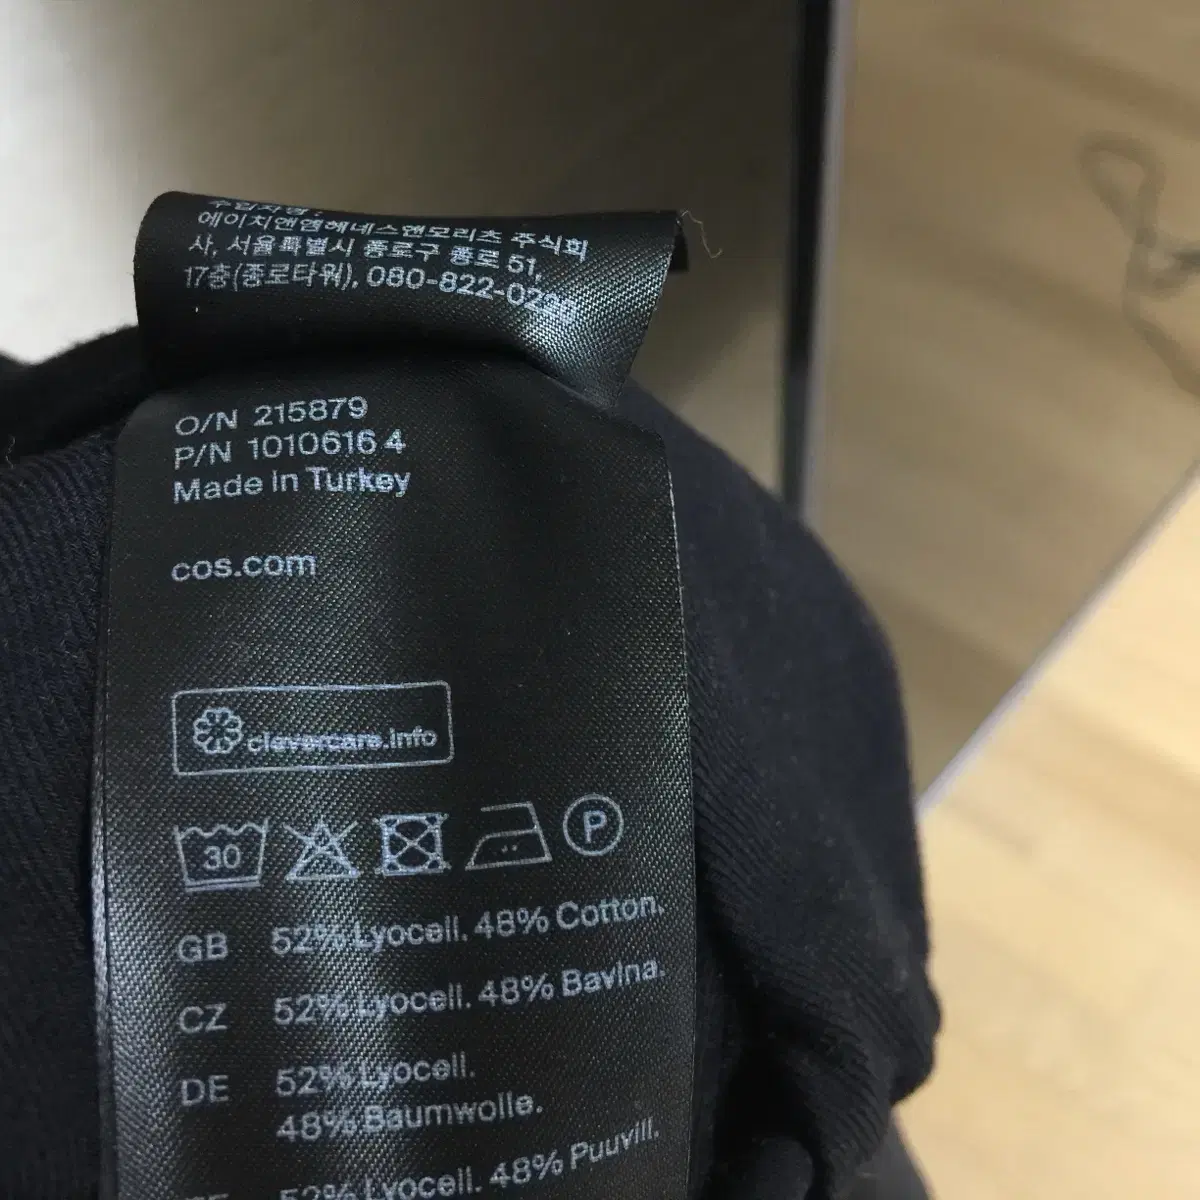 에이치앤엠헤네스앤모리츠 주식회
사, 서울특별시 종로구 종로 51,
17층(종로타워), 080-822-0
O/N 215879
P/N 1010616.4
Made in Turkey
cos.com
clevercare.info
30 P
GB 52% Lyocell. 48% Cotton.
CZ 52% Lyocell. 48% Bavlna.
DE 52% Lyocell.
48% Baumwolle.
52% Lyocell. 48% Puuvill.